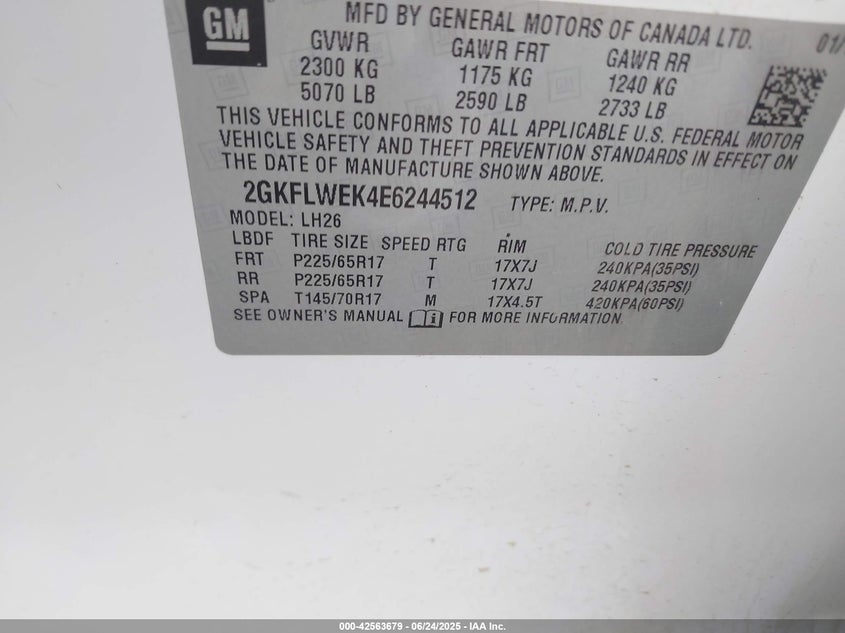 GM
MFD BY GENERAL MOTORS OF CANADA LTD. 01/
GVWR GAWR FRT GAWR RR
2300 KG 1175 KG 1240 KG
5070 LB 2590 LB 2733 LB
THIS VEHICLE CONFORMS TO ALL APPLICABLE U.S. FEDERAL MOTOR
VEHICLE SAFETY AND THEFT PREVENTION STANDARDS IN EFFECT ON
THE DATE OF MANUFACTURE SHOWN ABOVE.
2GKFLWEK4E6244512 TYPE: M.P.V.
MODEL: LH26
LBDF TIRE SIZE SPEED RTG RIM COLD TIRE PRESSURE
FRT P225/65R17 T 17X7J 240KPA(35PSI)
RR P225/65R17 T 17X7J 240KPA(35PSI)
SPA T145/70R17 M 17X4.5T 420KPA(60PSI)
SEE OWNER'S MANUAL FOR MORE INFORMATION.
000-42563679 - 06/24/2025 - IAA Inc.